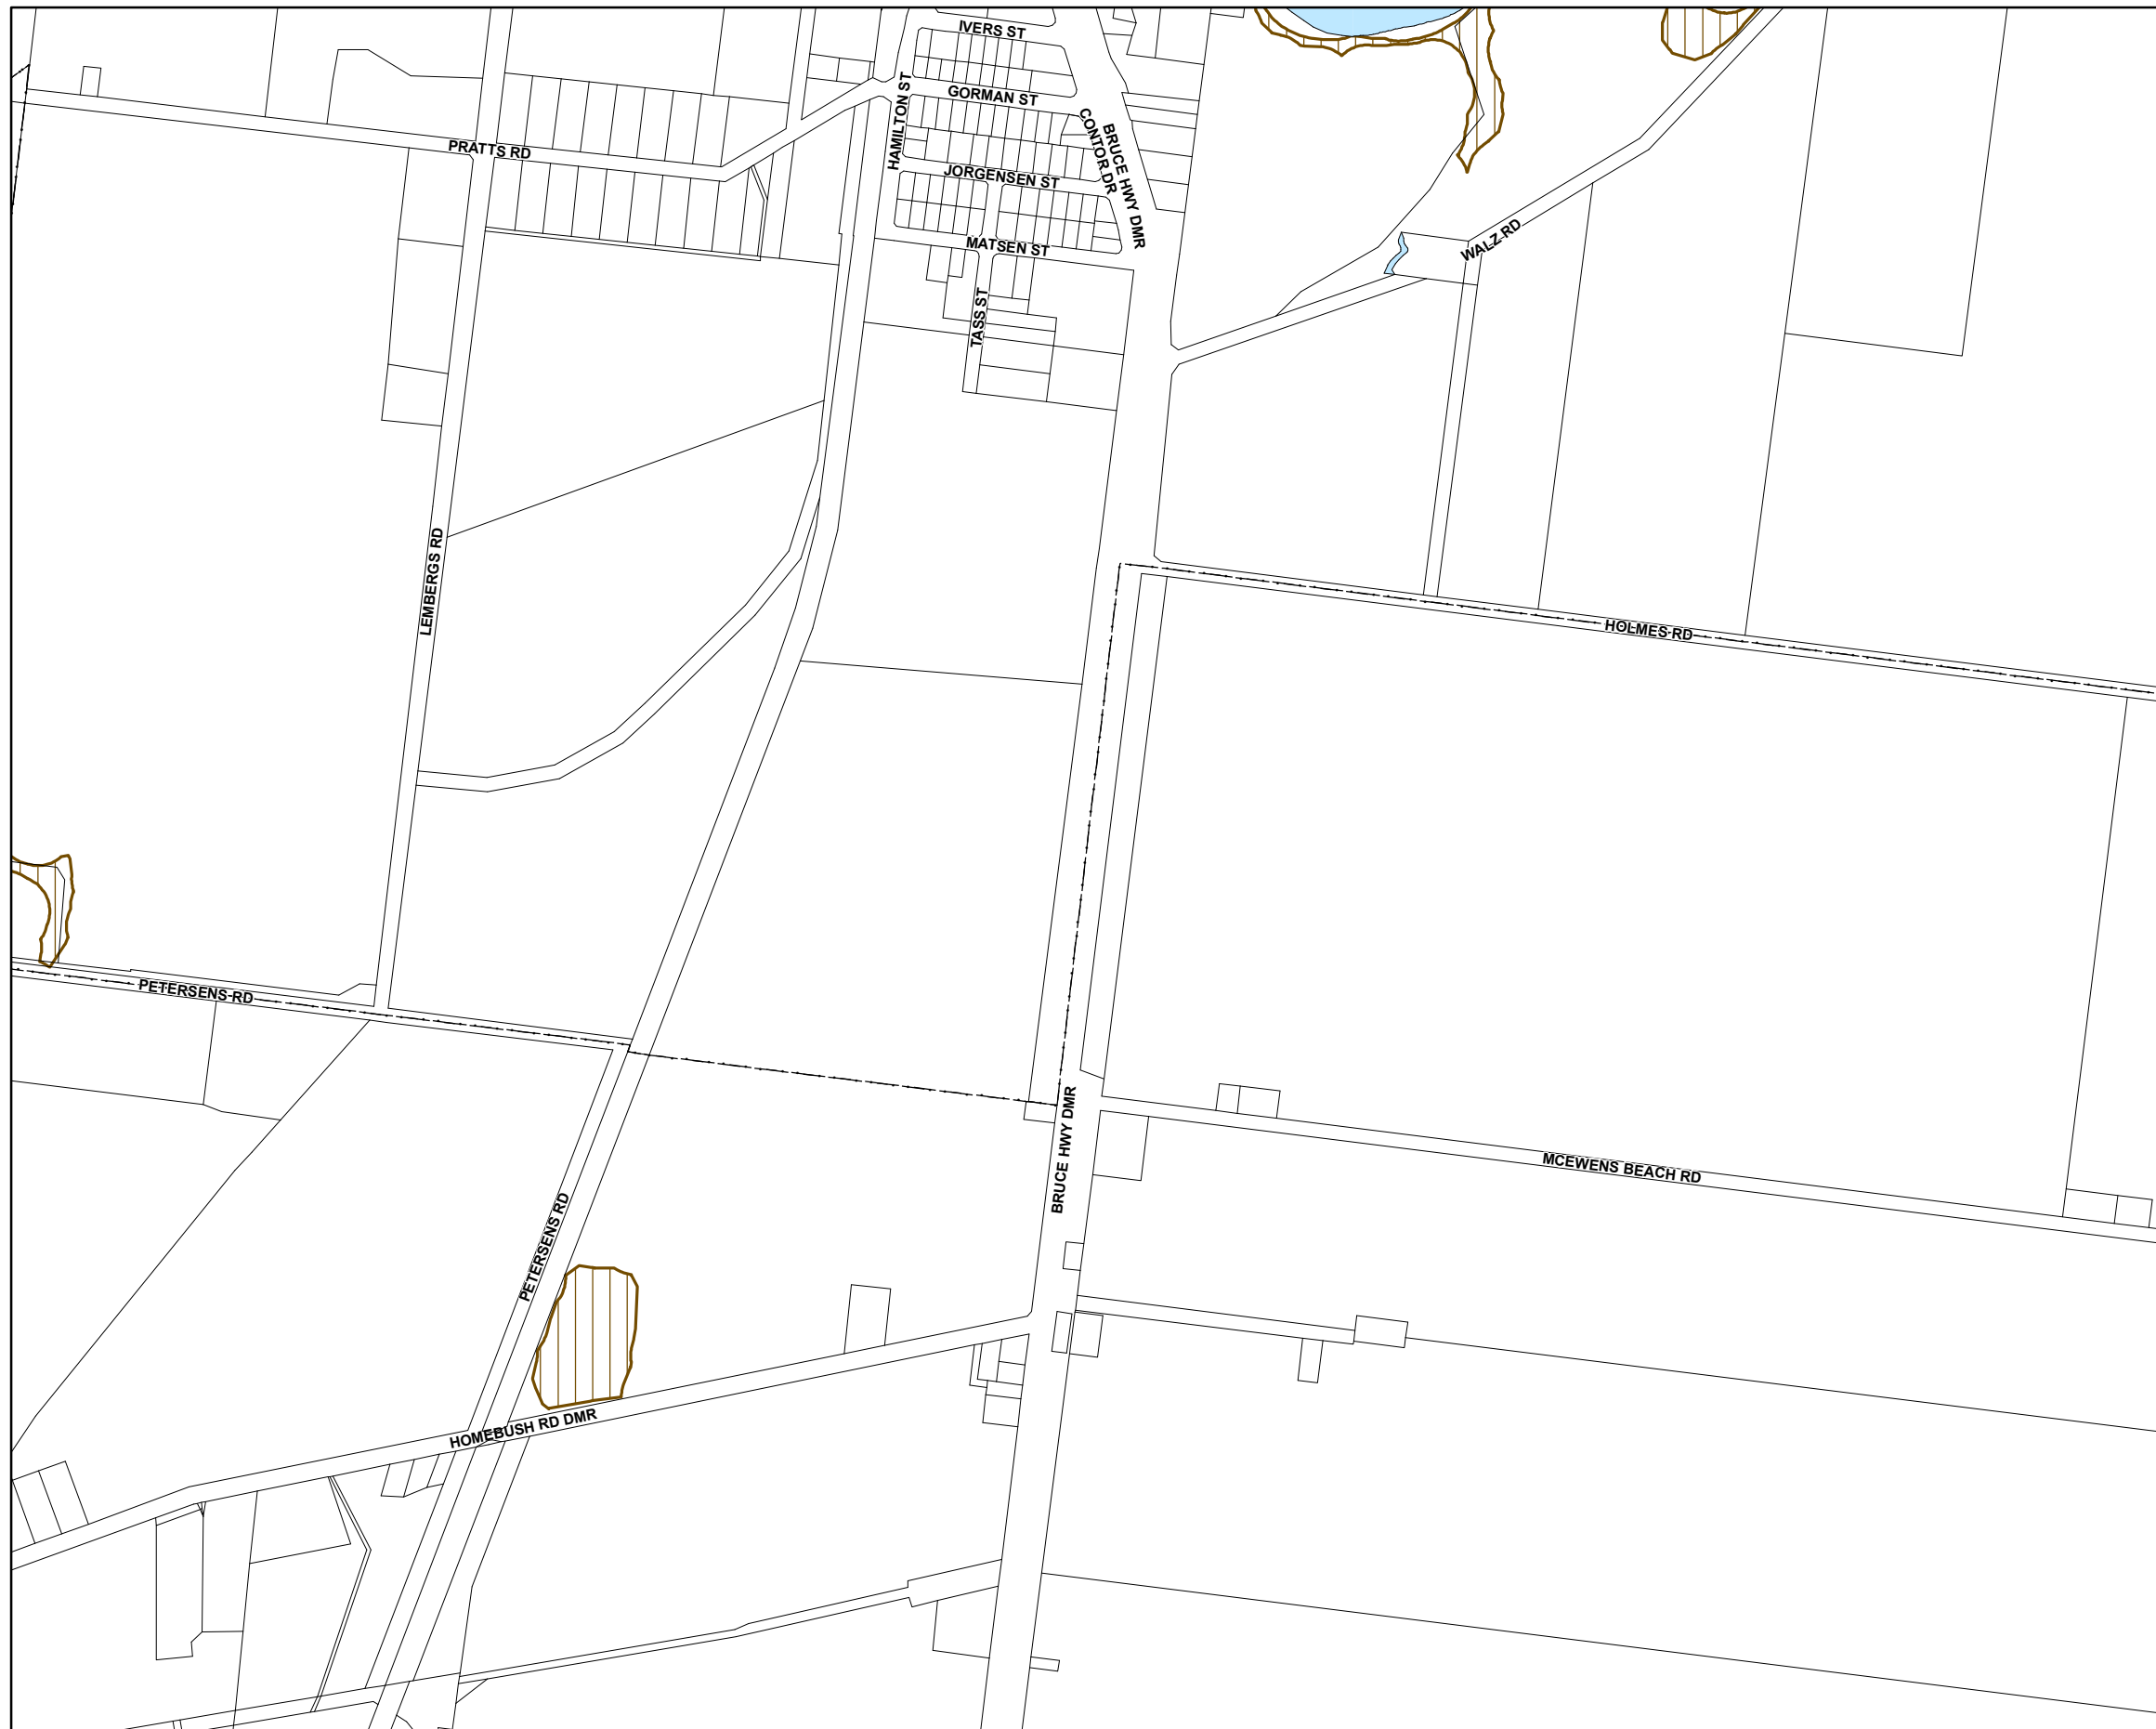 IVERS ST
GORMAN ST
HAMILTON ST
BRUCE HWY DMR
CONTOR DR
PRATTS RD
JORGENSEN ST
MATSEN ST
WALZ RD
TASS ST
LEMBERGS RD
HOLMES RD
PETERSENS RD
BRUCE HWY DMR
MCEWENS BEACH RD
PETERSENS RD
HOMEBUSH RD DMR